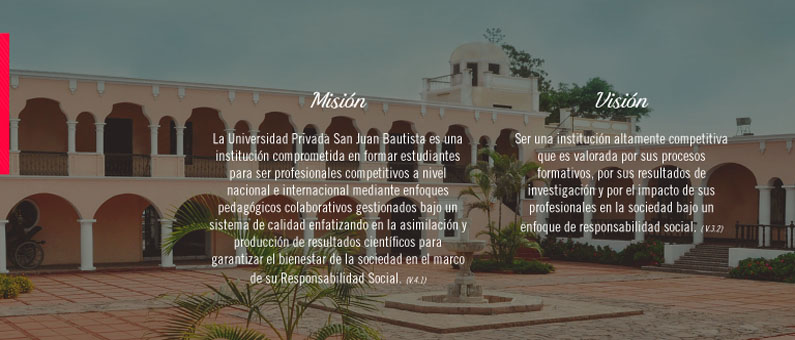 Misión
La Universidad Privada San Juan Bautista es una
institución comprometida en formar estudiantes
para ser profesionales competitivos a nivel
nacional e internacional mediante enfoques
pedagógicos colaborativos gestionados bajo un
sistema de calidad enfatizando en la asimilación y
producción de resultados científicos para
garantizar el bienestar de la sociedad en el marco
de su Responsabilidad Social. (V.4.1)
Visión
Ser una institución altamente competitiva
que es valorada por sus procesos
formativos, por sus resultados de
investigación y por el impacto de sus
profesionales en la sociedad bajo un
enfoque de responsabilidad social; (V.3.2)